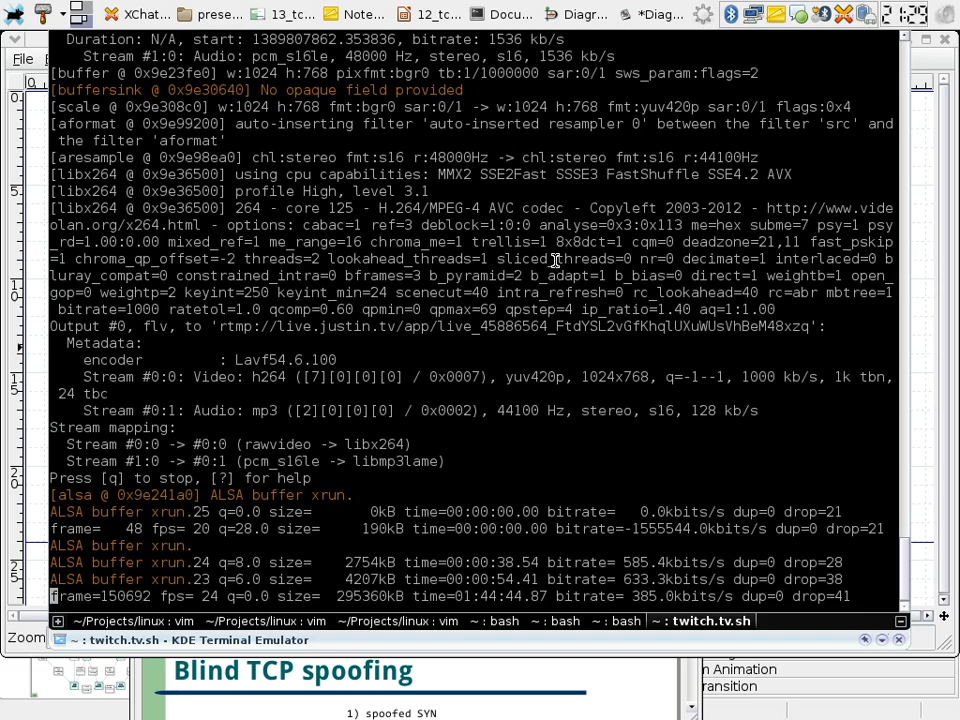 XChat...
prese...
13_tc...
Note...
12_tc...
Docu...
Diagr...
*Diag...
21:29
File
Duration: N/A, start: 1389807862.353836, bitrate: 1536 kb/s
Stream #1:0: Audio: pcm_s16le, 48000 Hz, stereo, s16, 1536 kb/s
[buffer @ 0x9e23fe0] w:1024 h:768 pixfmt:bgr0 tb:1/1000000 sar:0/1 sws_param:flags=2
[buffersink @ 0x9e30640] No opaque field provided
[scale @ 0x9e308c0] w:1024 h:768 fmt:bgr0 sar:0/1 -> w:1024 h:768 fmt:yuv420p sar:0/1 flags:0x4
[aformat @ 0x9e99200] auto-inserting filter 'auto-inserted resampler 0' between the filter 'src' and
the filter 'aformat'
[aresample @ 0x9e98ea0] chl:stereo fmt:s16 r:48000Hz -> chl:stereo fmt:s16 r:44100Hz
[libx264 @ 0x9e36500] using cpu capabilities: MMX2 SSE2Fast SSSE3 FastShuffle SSE4.2 AVX
[libx264 @ 0x9e36500] profile High, level 3.1
[libx264 @ 0x9e36500] 264 - core 125 - H.264/MPEG-4 AVC codec - Copyleft 2003-2012 - http://www.vide
olan.org/x264.html - options: cabac=1 ref=3 deblock=1:0:0 analyse=0x3:0x113 me=hex subme=7 psy=1 psy
_rd=1.00:0.00 mixed_ref=1 me_range=16 chroma_me=1 trellis=1 8x8dct=1 cqm=0 deadzone=21,11 fast_pskip
=1 chroma_qp_offset=-2 threads=2 lookahead_threads=1 sliced_threads=0 nr=0 decimate=1 interlaced=0 b
luray_compat=0 constrained_intra=0 bframes=3 b_pyramid=2 b_adapt=1 b_bias=0 direct=1 weightb=1 open_
gop=0 weightp=2 keyint=250 keyint_min=24 scenecut=40 intra_refresh=0 rc_lookahead=40 rc=abr mbtree=1
bitrate=1000 ratetol=1.0 qcomp=0.60 qpmin=0 qpmax=69 qpstep=4 ip_ratio=1.40 aq=1:1.00
Output #0, flv, to 'rtmp://live.justin.tv/app/live_45886564_FtdYSL2vGfKhqlUXuWUsVhBeM48xzq':
Metadata:
encoder         : Lavf54.6.100
Stream #0:0: Video: h264 ([7][0][0][0] / 0x0007), yuv420p, 1024x768, q=-1--1, 1000 kb/s, 1k tbn,
24 tbc
Stream #0:1: Audio: mp3 ([2][0][0][0] / 0x0002), 44100 Hz, stereo, s16, 128 kb/s
Stream mapping:
Stream #0:0 -> #0:0 (rawvideo -> libx264)
Stream #1:0 -> #0:1 (pcm_s16le -> libmp3lame)
Press [q] to stop, [?] for help
[alsa @ 0x9e241a0] ALSA buffer xrun.
ALSA buffer xrun.25 q=0.0 size=       0kB time=00:00:00.00 bitrate=   0.0kbits/s dup=0 drop=21
frame=   48 fps= 20 q=28.0 size=     190kB time=00:00:00.00 bitrate=-1555544.0kbits/s dup=0 drop=21
ALSA buffer xrun.
ALSA buffer xrun.24 q=8.0 size=    2754kB time=00:00:38.54 bitrate= 585.4kbits/s dup=0 drop=28
ALSA buffer xrun.23 q=6.0 size=    4207kB time=00:00:54.41 bitrate= 633.3kbits/s dup=0 drop=38
frame=150692 fps= 24 q=0.0 size=  295360kB time=01:44:44.87 bitrate= 385.0kbits/s dup=0 drop=41
~/Projects/linux : vim
~/Projects/linux : vim
~/Projects/linux : vim
~ : bash
~ : bash
~ : bash
~ : twitch.tv.sh
Zoom
~ : twitch.tv.sh - KDE Terminal Emulator
Blind TCP spoofing
1) spoofed SYN
n Animation
ransition